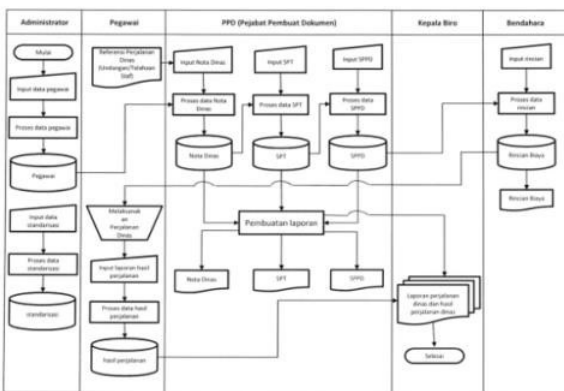 Administrator
Pegawai
PPD (Pejabat Pembuat Dokumen)
Kepala Biro
Bendahara
Mulai
Input data pegawai
Proses data pegawai
Pegawai
Input data
standarisasi
Proses data
standarisasi
standarisasi
Referensi Perjalanan
Dinas
(Undangan/Telahaan
Staf)
Melaksanak
an
Perjalanan
Dinas
Input laporan hasil
perjalanan
Proses data hasil
perjalanan
hasil perjalanan
Input Nota Dinas
Input SPT
Input SPPD
Proses data Nota
Dinas
Proses data SPT
Proses data
SPPD
Nota Dinas
SPT
SPPD
Pembuatan laporan
Nota Dinas
SPT
SPPD
Laporan perjalanan
dinas dan hasil
perjalanan dinas
Selesai
Input rincian
Proses data
rincian
Rincian Biaya
Rincian Biaya